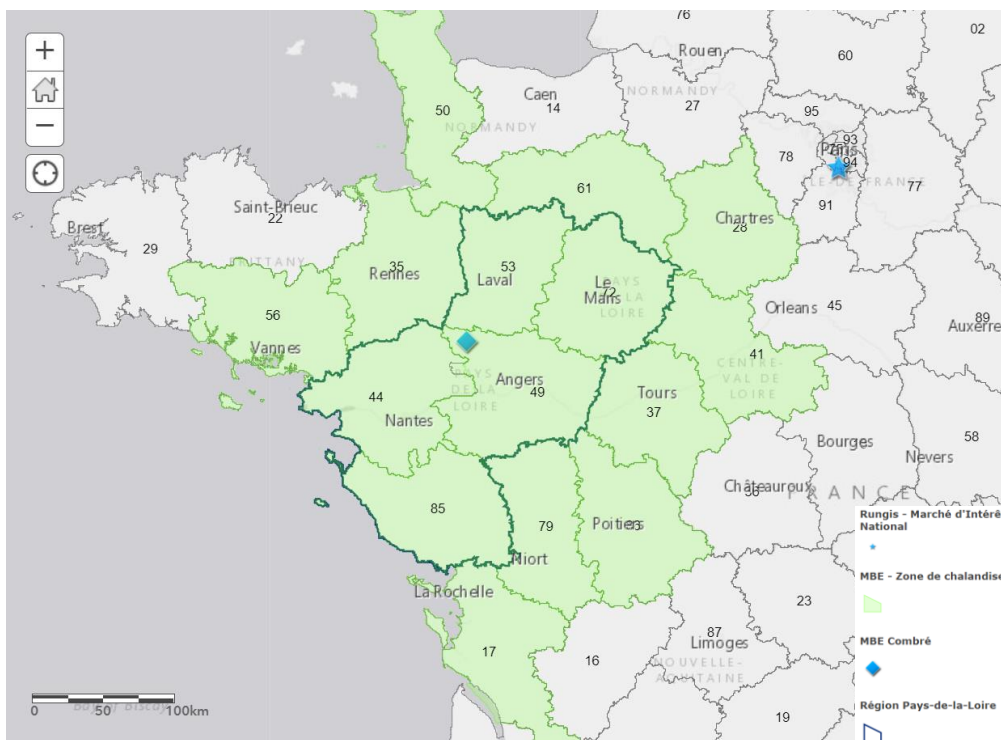 +
−
76
02
Rouen
60
Caen
14
NORMANDY
27
50
NORMANDY
95
93
78
Paris
94
ÎLE-DE-FRANCE
77
91
61
Chartres
28
Saint-Brieuc
22
Brest
29
BRITTANY
35
Rennes
53
Laval
Le
Mans
72
PAYS
DE LA
LOIRE
Orleans
45
89
Auxerre
56
Vannes
41
CENTRE-
VAL DE
LOIRE
Angers
49
PAYS
DE LA
LOIRE
44
Nantes
Tours
37
Bourges
58
Nevers
Châteauroux
36
FRANCE
85
79
Poitiers
Niort
La Rochelle
17
16
87
Limoges
NOUVELLE-
AQUITAINE
23
19
0
50
100km
Bay of Biscay
Rungis - Marché d'Intérê
National
MBE - Zone de chalandise
MBE Combré
Région Pays-de-la-Loire